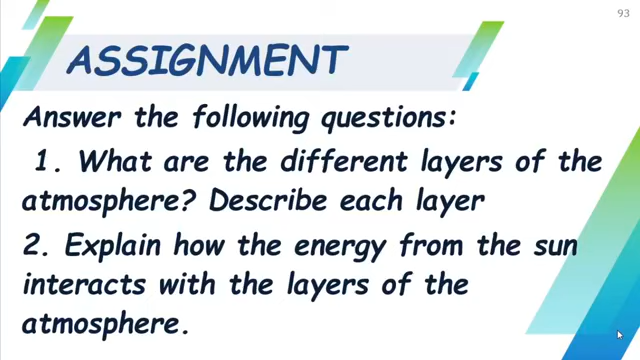 93
ASSIGNMENT
Answer the following questions:
1. What are the different layers of the
atmosphere? Describe each layer
2. Explain how the energy from the sun
interacts with the layers of the
atmosphere.